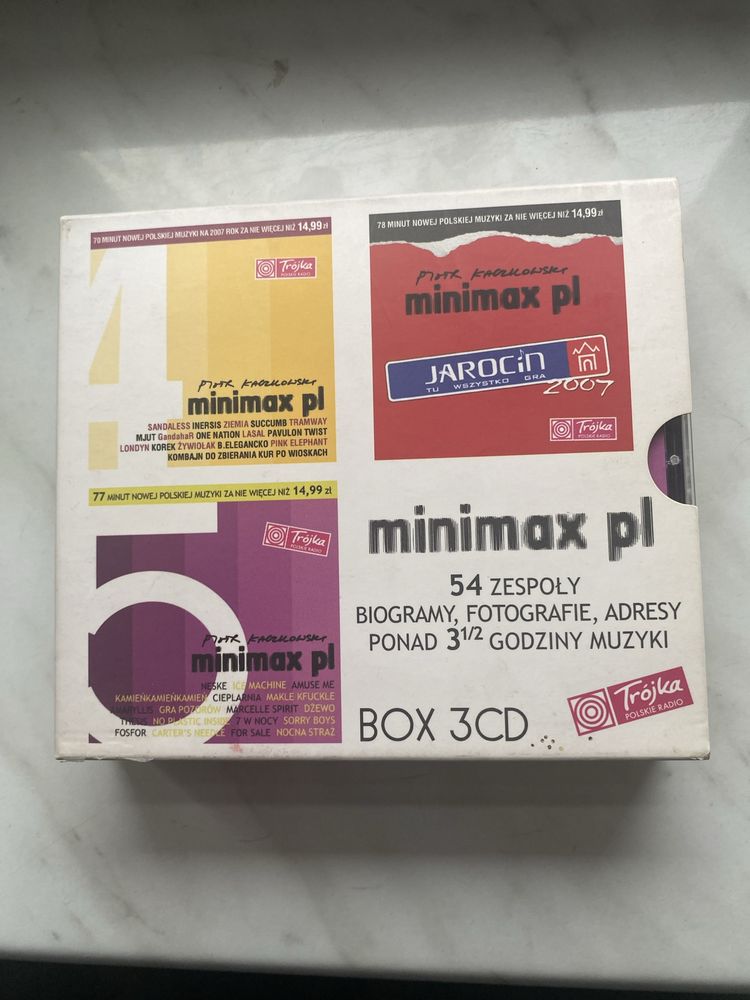 70 MINUT NOWEJ POLSKIEJ MUZYKI NA 2007 ROK ZA NIE WIĘCEJ NIŻ 14,99 zł
4
Trójka
POLSKIE RADIO
PIOTR KACZKOWSKI
minimax pl
SANDALESS INERSIS ZIEMIA SUCCUMB TRAMWAY
MJUT GandahaR ONE NATION LASAL PAVULON TWIST
LONDYN KOREK ŻYWIOŁAK B.ELEGANCKO PINK ELEPHANT
KOMBAJN DO ZBIERANIA KUR PO WIOSKACH
78 MINUT NOWEJ POLSKIEJ MUZYKI ZA NIE WIĘCEJ NIŻ 14,99 zł
PIOTR KACZKOWSKI
minimax pl
JAROCIN
TU WSZYSTKO GRA
2007
Trójka
POLSKIE RADIO
77 MINUT NOWEJ POLSKIEJ MUZYKI ZA NIE WIĘCEJ NIŻ 14,99 zł
5
Trójka
POLSKIE RADIO
PIOTR KACZKOWSKI
minimax pl
NESKE ICE MACHINE AMUSE ME
KAMIEŃKAMIEŃKAMIEŃ CIEPLARNIA MAKLE KFUCKLE
AMARYLLIS GRA POZORÓW MARCELLE SPIRIT DŻEWO
NO PLASTIC INSIDE 7 W NOCY SORRY BOYS
FOSFOR CARTER'S NEEDLE FOR SALE NOCNA STRAŻ
minimax pl
54 ZESPOŁY
BIOGRAMY, FOTOGRAFIE, ADRESY
PONAD 3 1/2 GODZINY MUZYKI
BOX 3CD
Trójka
POLSKIE RADIO